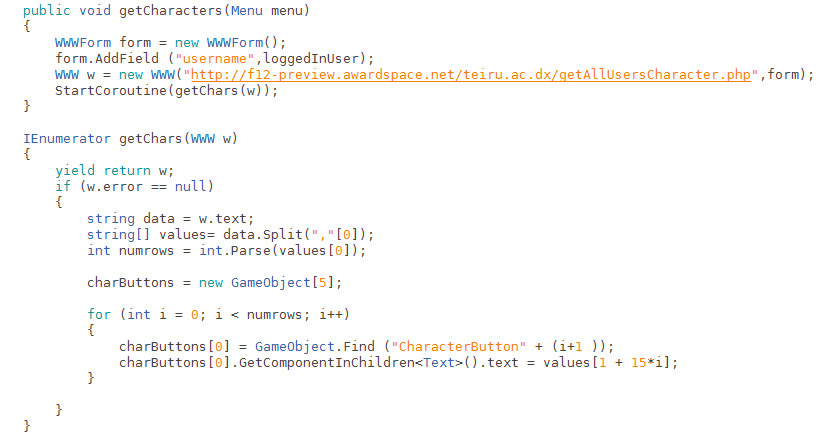 public void getCharacters(Menu menu)
{
    WWWForm form = new WWWForm();
    form.AddField ("username",loggedInUser);
    WWW w = new WWW("http://f12-preview.awardspace.net/teiru.ac.dx/getAllUsersCharacter.php",form);
    StartCoroutine(getChars(w));
}

IEnumerator getChars(WWW w)
{
    yield return w;
    if (w.error == null)
    {
        string data = w.text;
        string[] values= data.Split(","[0]);
        int numrows = int.Parse(values[0]);

        charButtons = new GameObject[5];

        for (int i = 0; i < numrows; i++)
        {
            charButtons[0] = GameObject.Find ("CharacterButton" + (i+1 ));
            charButtons[0].GetComponentInChildren<Text>().text = values[1 + 15*i];
        }

    }
}